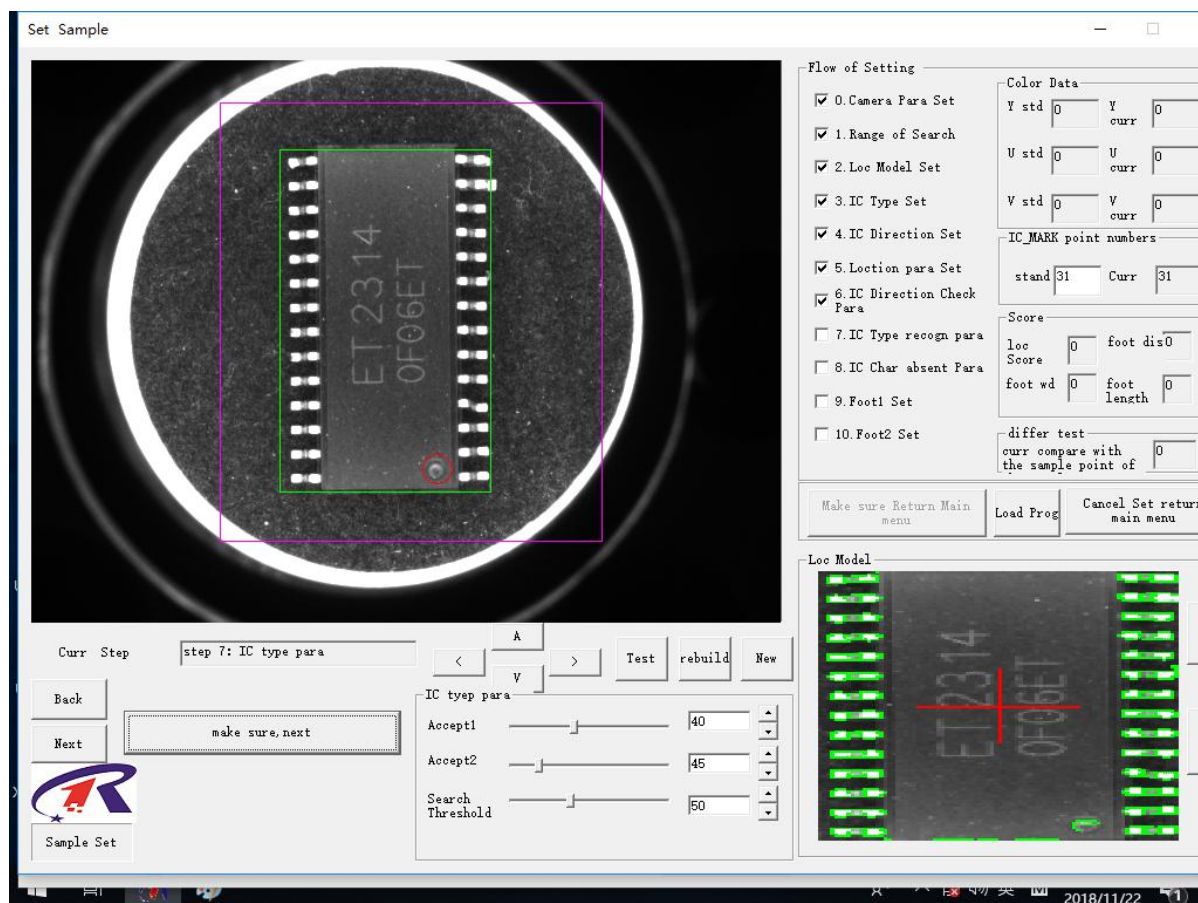 Set Sample
ET2314
0F06ET
Flow of Setting
0.Camera Para Set
1.Range of Search
2.Loc Model Set
3.IC Type Set
4.IC Direction Set
5.Loction para Set
6.IC Direction Check
Para
7.IC Type recogn para
8.IC Char absent Para
9.Foot1 Set
10.Foot2 Set
Color Data
Y std 0 Y curr 0
U std 0 U curr 0
V std 0 V curr 0
IC_MARK point numbers
stand 31 Curr 31
Score
loc Score 0 foot dis 0
foot wd 0 foot length 0
differ test
curr compare with
the sample point of
0
Make sure Return Main
menu
Load Prog
Cancel Set return
main menu
Loc Model
ET2314
0F06ET
Curr Step step 7: IC type para
< A V >
Test rebuild New
Back
Next
make sure,next
Sample Set
IC tyep para
Accept1 40
Accept2 45
Search
Threshold 50
英
2018/11/22
1